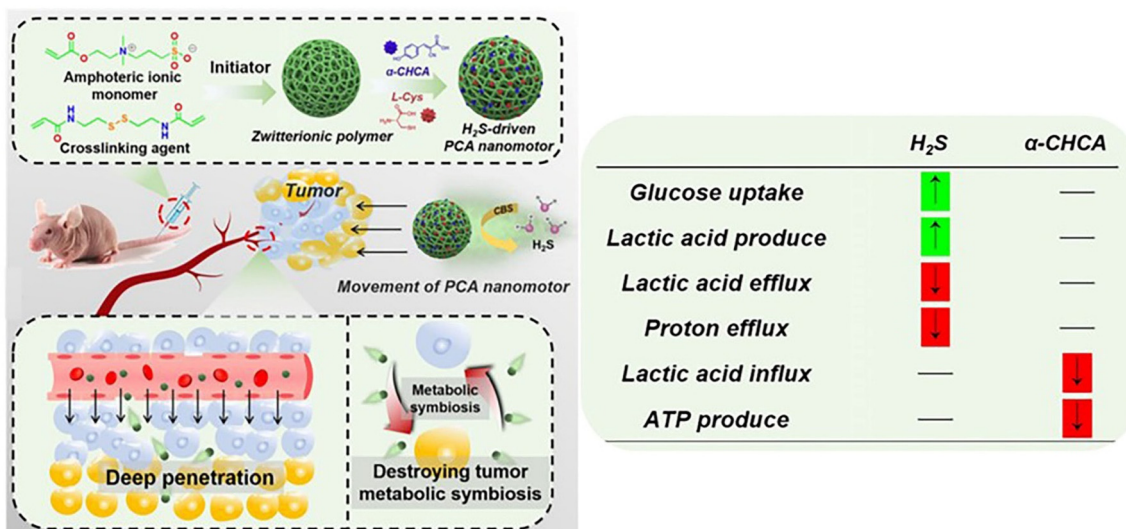 Amphoteric ionic
monomer
Initiator
Crosslinking agent
Zwitterionic polymer
α-CHCA
L-Cys
H₂S-driven
PCA nanomotor
Tumor
CBS
H₂S
Movement of PCA nanomotor
Deep penetration
Metabolic
symbiosis
Destroying tumor
metabolic symbiosis
H₂S α-CHCA
Glucose uptake ↑ —
Lactic acid produce ↑ —
Lactic acid efflux ↓ —
Proton efflux ↓ —
Lactic acid influx — ↓
ATP produce — ↓